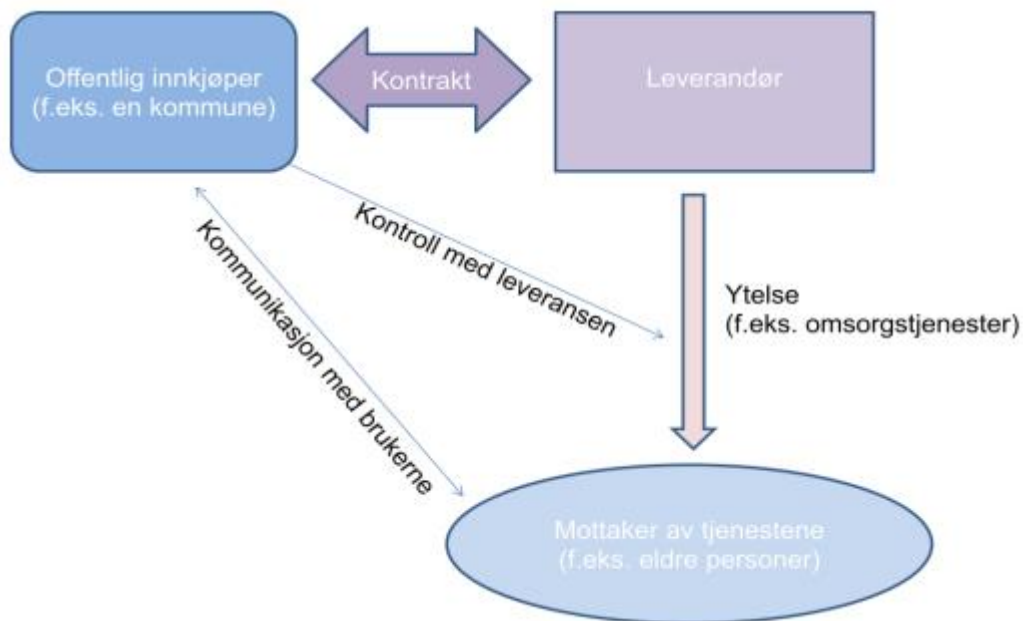 Offentlig innkjøper
(f.eks. en kommune)
Kontrakt
Leverandør
Kontroll med leveransen
Kommunikasjon med brukerne
Ytelse
(f.eks. omsorgstjenester)
Mottaker av tjenestene
(f.eks. eldre personer)